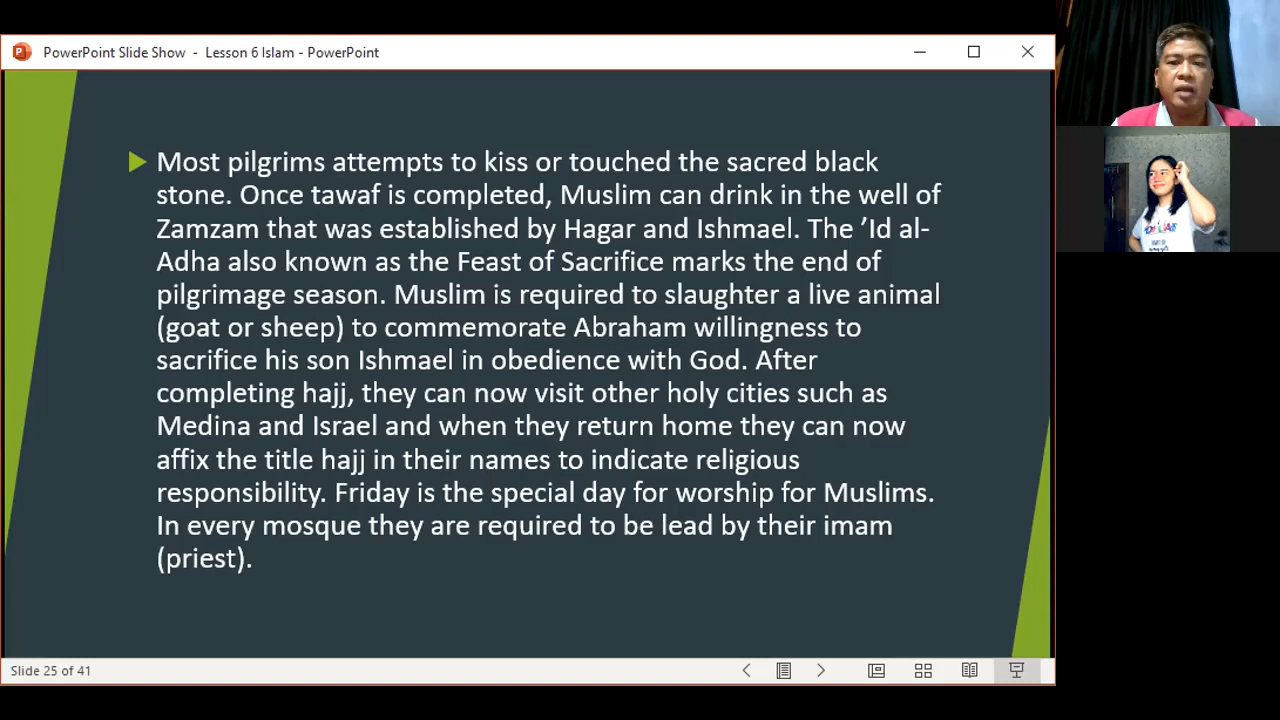 PowerPoint Slide Show - Lesson 6 Islam - PowerPoint
Most pilgrims attempts to kiss or touched the sacred black
stone. Once tawaf is completed, Muslim can drink in the well of
Zamzam that was established by Hagar and Ishmael. The ’Id al-
Adha also known as the Feast of Sacrifice marks the end of
pilgrimage season. Muslim is required to slaughter a live animal
(goat or sheep) to commemorate Abraham willingness to
sacrifice his son Ishmael in obedience with God. After
completing hajj, they can now visit other holy cities such as
Medina and Israel and when they return home they can now
affix the title hajj in their names to indicate religious
responsibility. Friday is the special day for worship for Muslims.
In every mosque they are required to be lead by their imam
(priest).
Slide 25 of 41